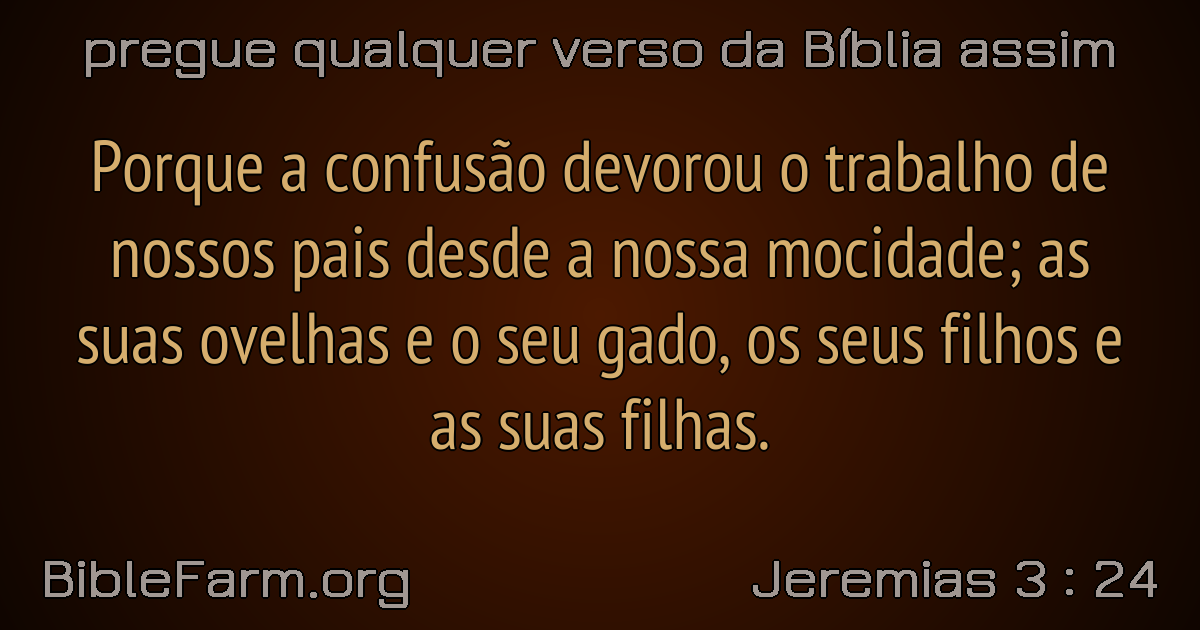 pregue qualquer verso da Bíblia assim
Porque a confusão devorou o trabalho de
nossos pais desde a nossa mocidade; as
suas ovelhas e o seu gado, os seus filhos e
as suas filhas.
BibleFarm.org
Jeremias 3 : 24